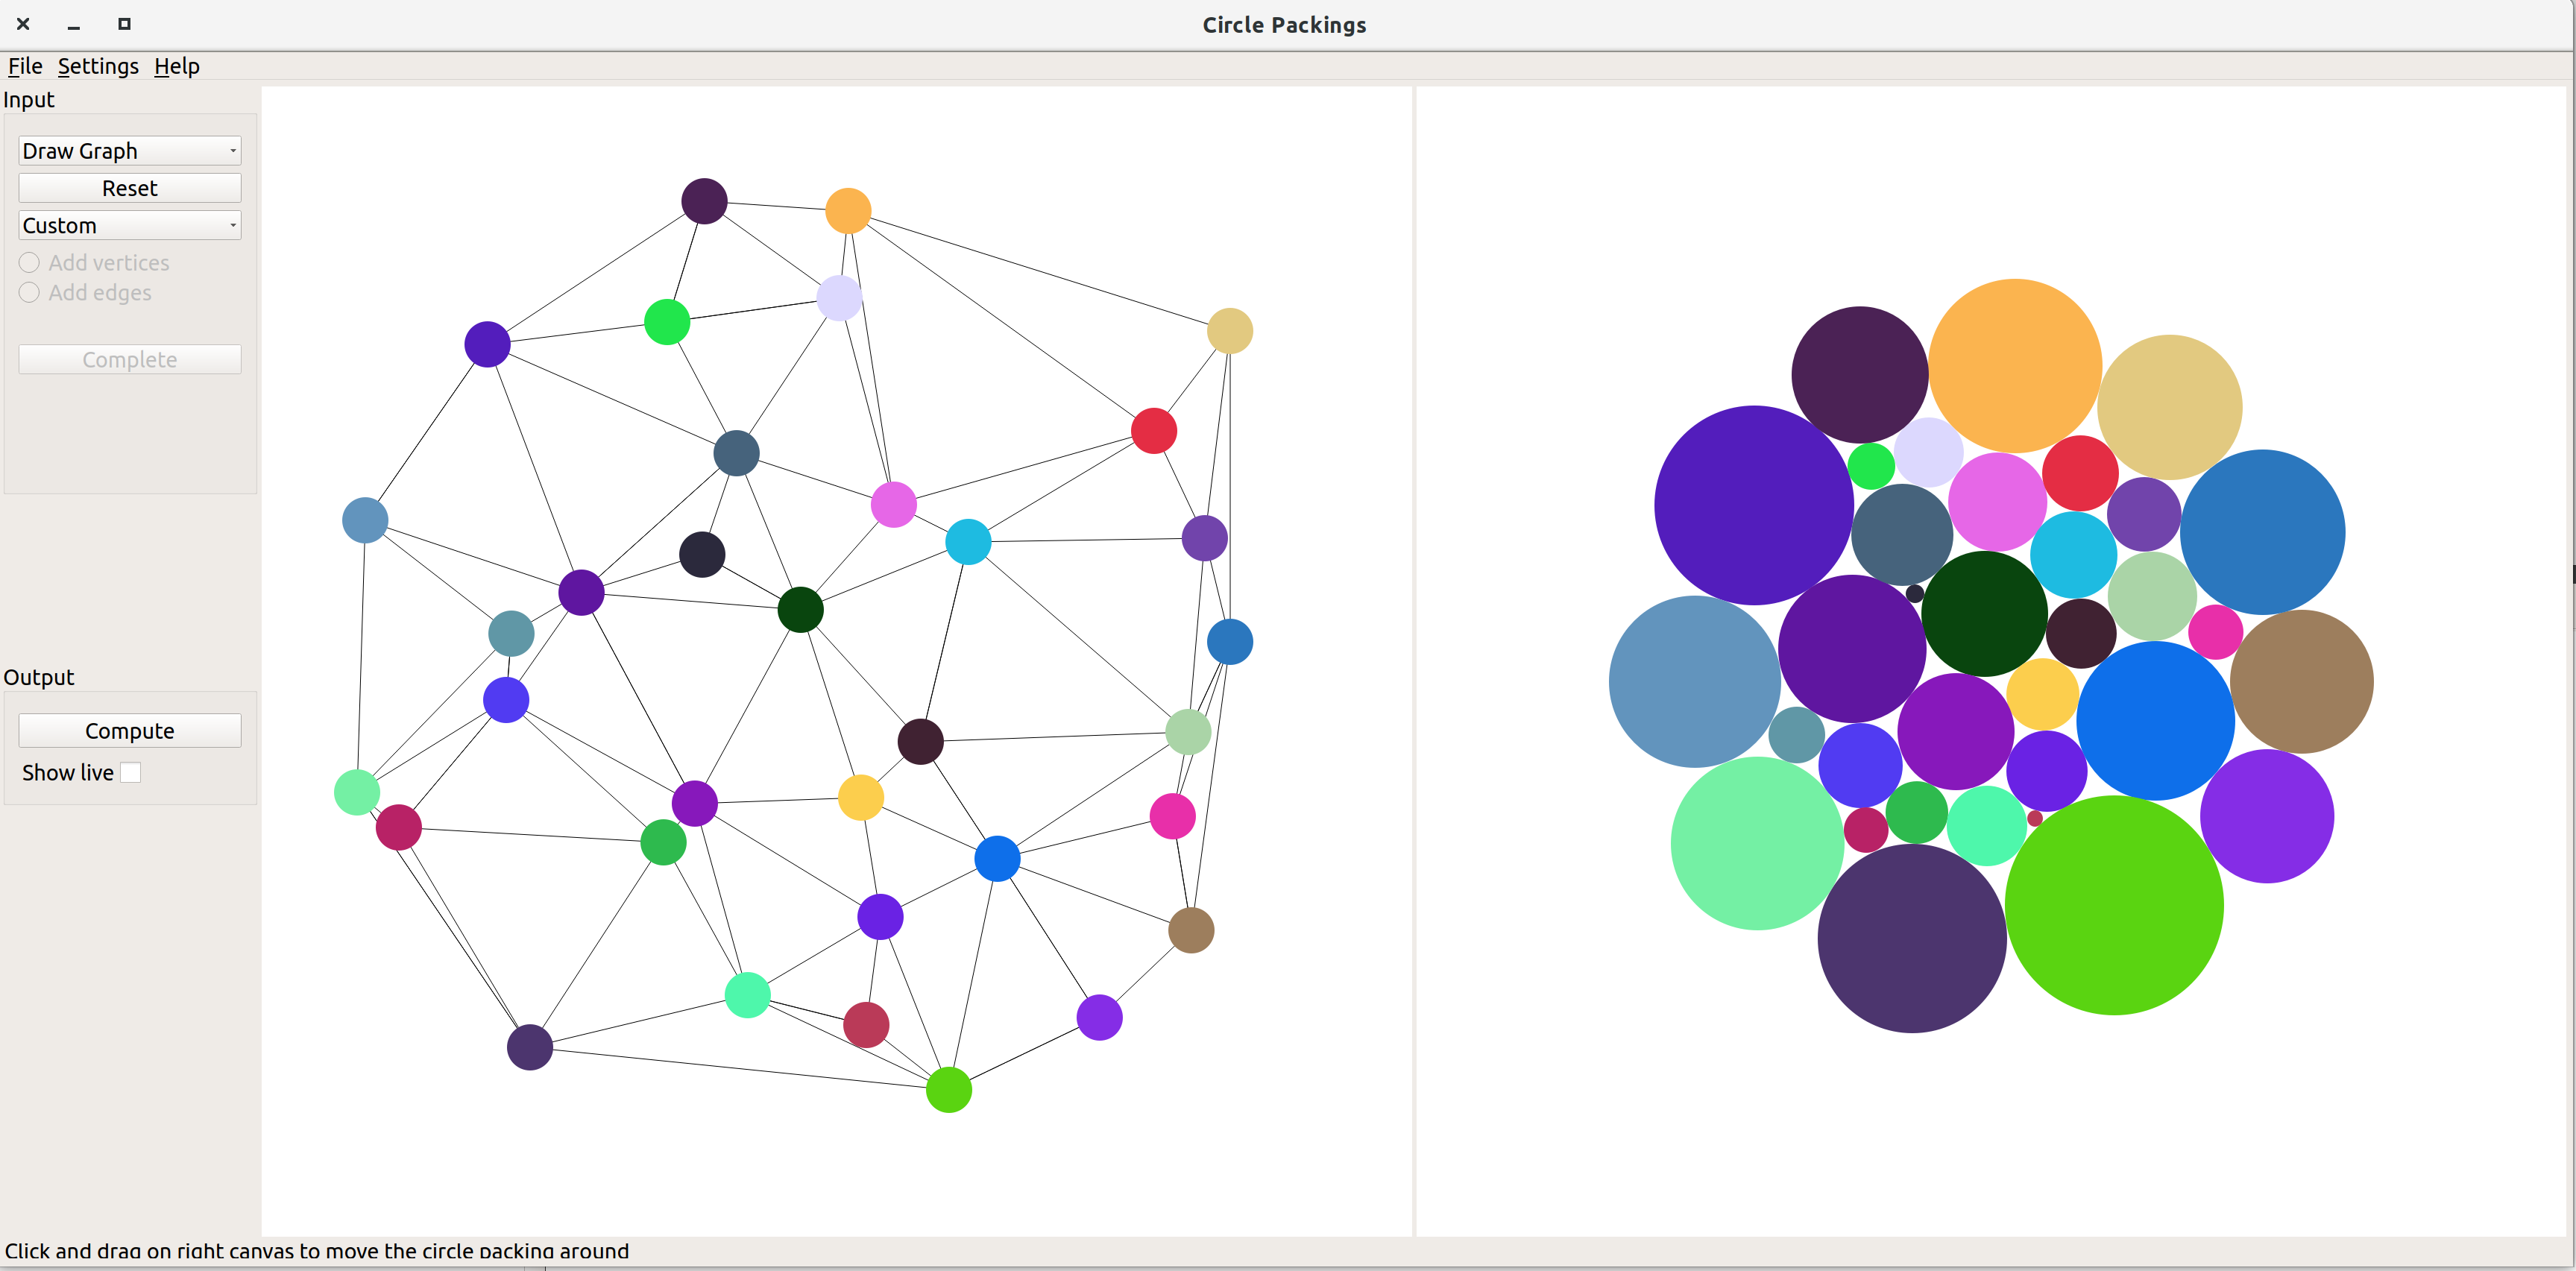 Circle Packings
File Settings Help
Input
Draw Graph
Reset
Custom
Add vertices
Add edges
Complete
Output
Compute
Show live
Click and drag on right canvas to move the circle packing around